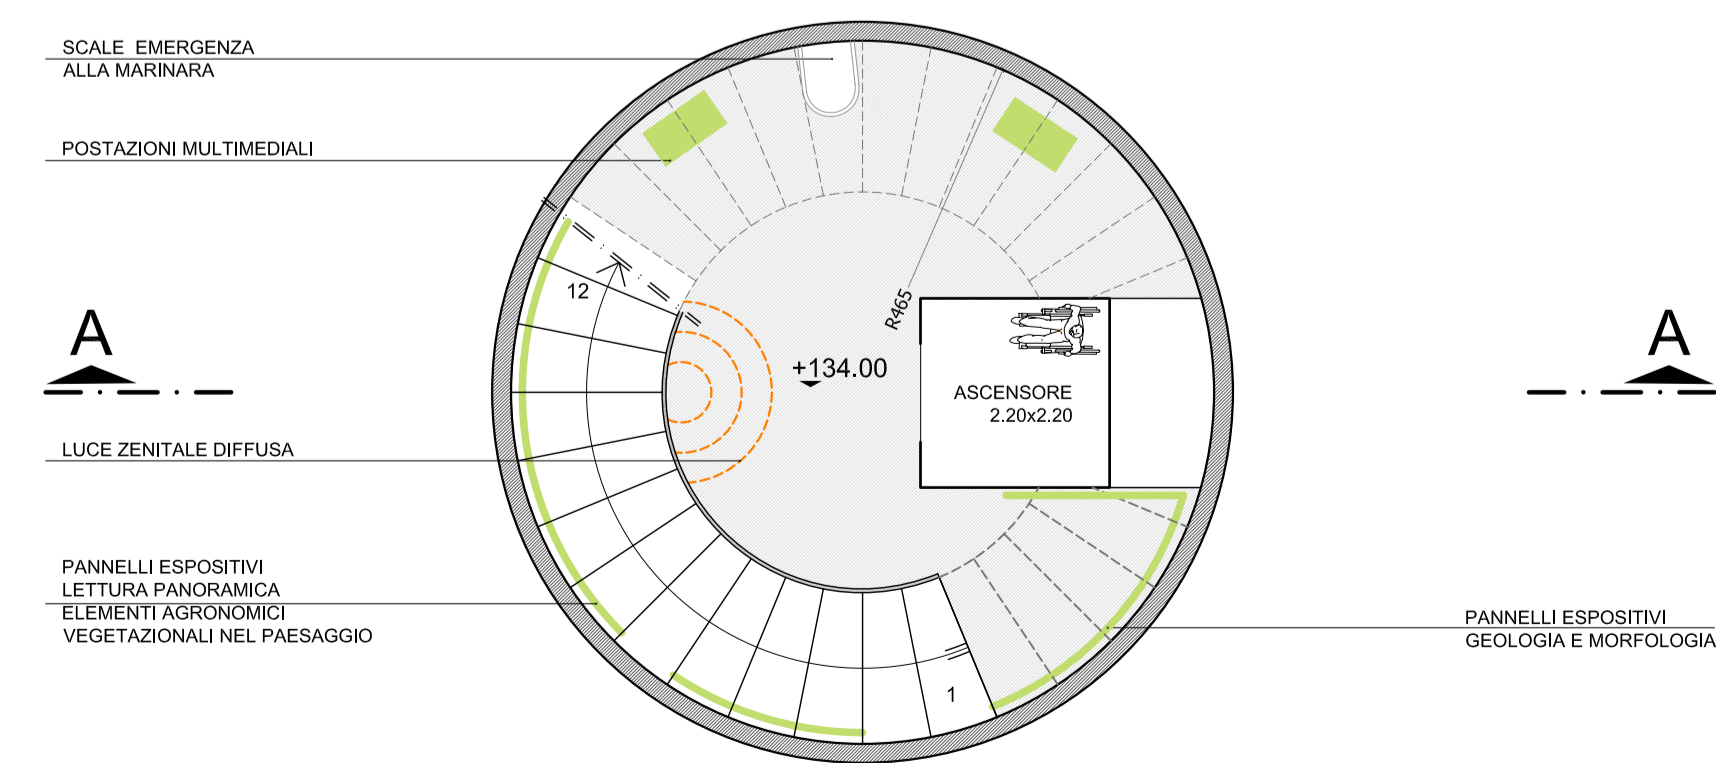 SCALE EMERGENZA
ALLA MARINARA
POSTAZIONI MULTIMEDIALI
12
R465
A
A
+134.00
ASCENSORE
2.20x2.20
LUCE ZENITALE DIFFUSA
PANNELLI ESPOSITIVI
LETTURA PANORAMICA
ELEMENTI AGRONOMICI
VEGETAZIONALI NEL PAESAGGIO
PANNELLI ESPOSITIVI
GEOLOGIA E MORFOLOGIA
1